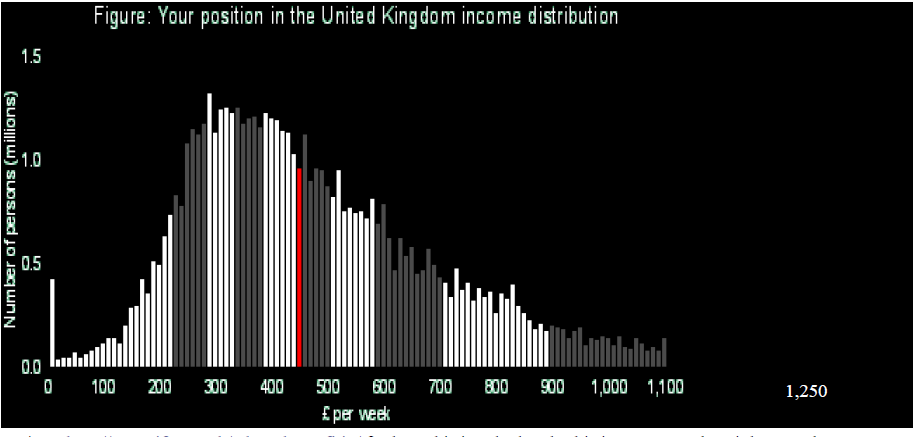 Figure: Your position in the United Kingdom income distribution
Number of persons (millions)
1.5
1.0
0.5
0.0
0 100 200 300 400 500 600 700 800 900 1,000 1,100
1,250
£ per week